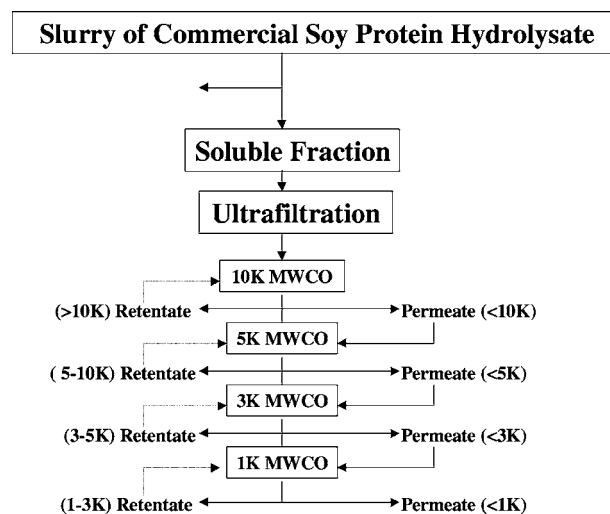 Slurry of Commercial Soy Protein Hydrolysate
Soluble Fraction
Ultrafiltration
10K MWCO
(>10K) Retentate Permeate (<10K)
5K MWCO
( 5-10K) Retentate Permeate (<5K)
3K MWCO
(3-5K) Retentate Permeate (<3K)
1K MWCO
(1-3K) Retentate Permeate (<1K)